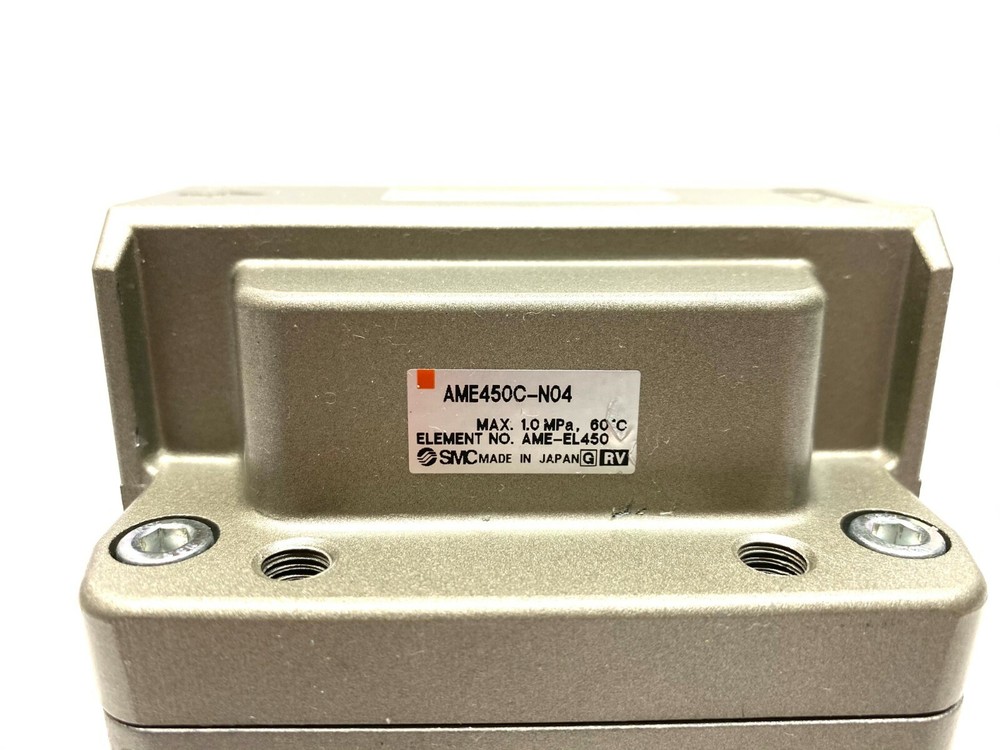 AME450C-N04
MAX. 1.0 MPa, 60°C
ELEMENT NO. AME-EL450
SMC MADE IN JAPAN G RV